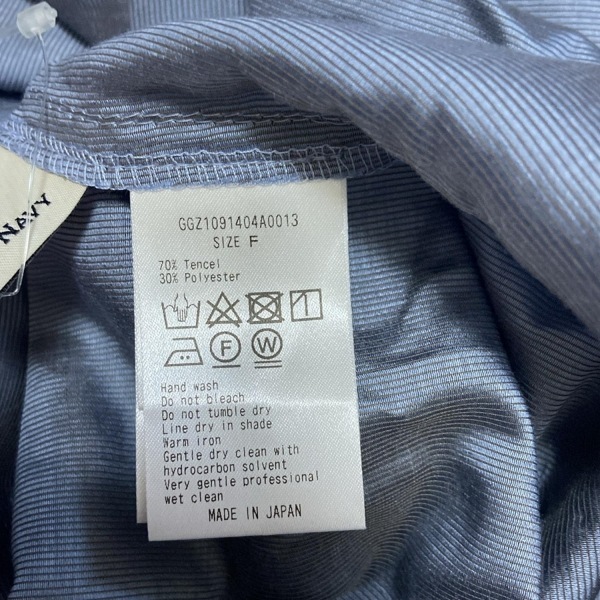 NAVY
GGZ1091404A0013
SIZE F
70% Tencel
30% Polyester
F W
Hand wash
Do not bleach
Do not tumble dry
Line dry in shade
Warm iron
Gentle dry clean with
hydrocarbon solvent
Very gentle professional
wet clean
MADE IN JAPAN